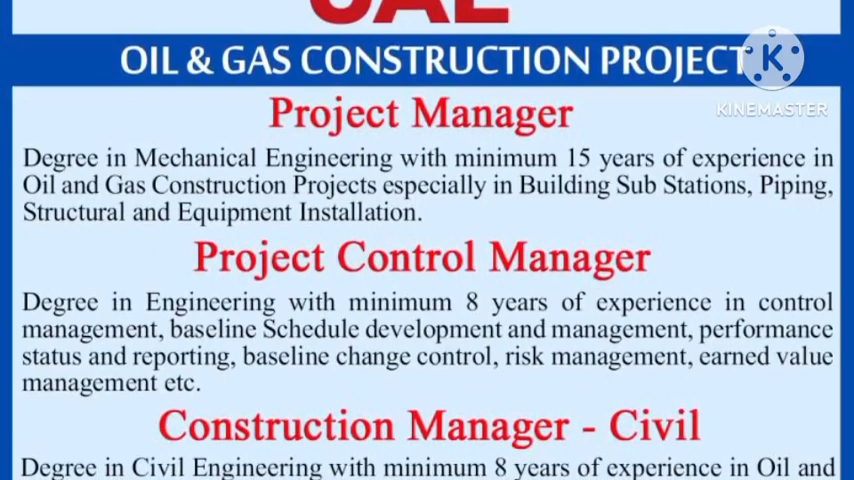 UAE
OIL & GAS CONSTRUCTION PROJECT
K
KINEMASTER
Project Manager
Degree in Mechanical Engineering with minimum 15 years of experience in
Oil and Gas Construction Projects especially in Building Sub Stations, Piping,
Structural and Equipment Installation.
Project Control Manager
Degree in Engineering with minimum 8 years of experience in control
management, baseline Schedule development and management, performance
status and reporting, baseline change control, risk management, earned value
management etc.
Construction Manager - Civil
Degree in Civil Engineering with minimum 8 years of experience in Oil and